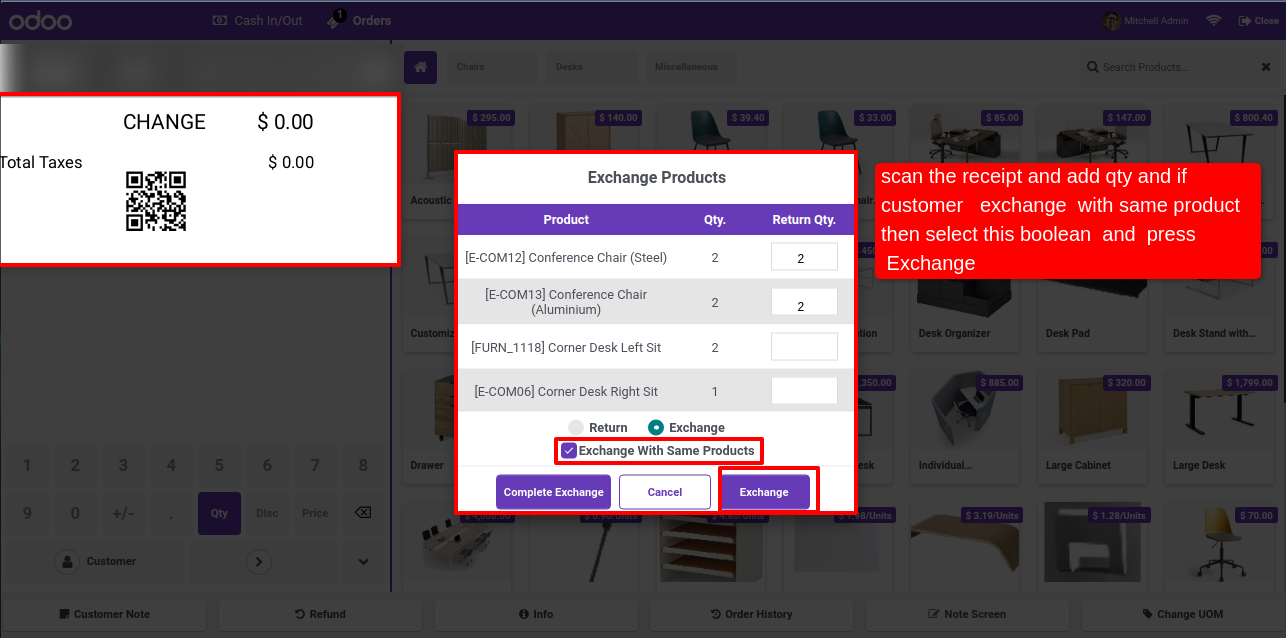 odoo
Cash In/Out
1
Orders
Mitchell Admin
Close
Chairs
Desks
Miscellaneous
Search Products...
CHANGE $ 0.00
Total Taxes $ 0.00
$ 295.00
$ 140.00
$ 39.40
$ 33.00
$ 85.00
$ 147.00
$ 800.40
Acoustic
Exchange Products
Product Qty. Return Qty.
[E-COM12] Conference Chair (Steel) 2 2
[E-COM13] Conference Chair
(Aluminium)
2 2
[FURN_1118] Corner Desk Left Sit 2
[E-COM06] Corner Desk Right Sit 1
Return
Exchange
Exchange With Same Products
Complete Exchange
Cancel
Exchange
scan the receipt and add qty and if
customer exchange with same product
then select this boolean and press
Exchange
Desk Organizer
Desk Pad
Desk Stand with...
$ 885.00
$ 320.00
$ 1,799.00
Drawer
Individual...
Large Cabinet
Large Desk
$ 3.19/Units
$ 1.28/Units
$ 70.00
1 2 3 4 5 6 7 8
9 0 +/- . Qty Disc Price
Customer
Customer Note
Refund
Info
Order History
Note Screen
Change UOM